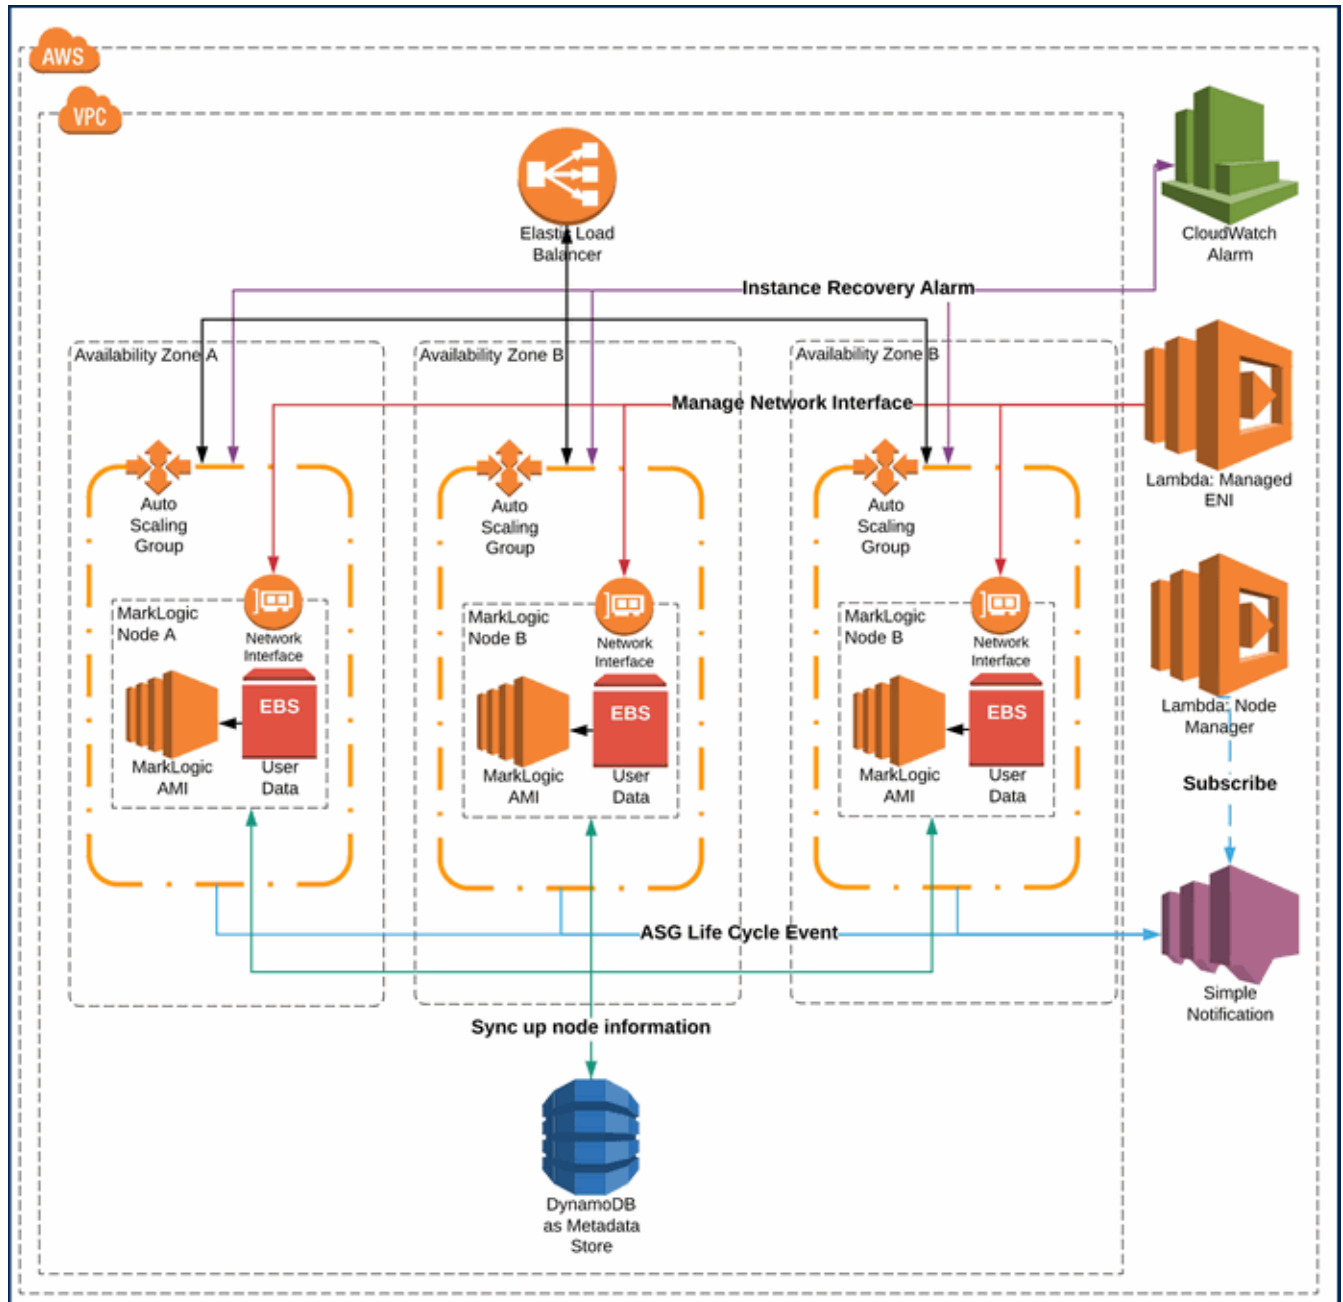 AWS
VPC
Elastic Load
Balancer
CloudWatch
Alarm
Instance Recovery Alarm
Availability Zone A
Availability Zone B
Availability Zone B
Manage Network Interface
Lambda: Managed
ENI
Auto
Scaling
Group
Auto
Scaling
Group
Auto
Scaling
Group
MarkLogic
Node A
Network
Interface
EBS
MarkLogic
AMI
User
Data
MarkLogic
Node B
Network
Interface
EBS
MarkLogic
AMI
User
Data
MarkLogic
Node B
Network
Interface
EBS
MarkLogic
AMI
User
Data
Lambda: Node
Manager
Subscribe
ASG Life Cycle Event
Simple
Notification
Sync up node information
DynamoDB
as Metadata
Store